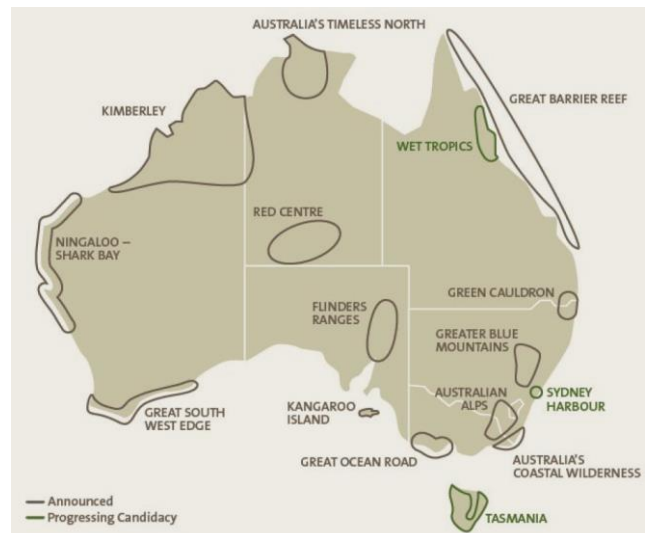 AUSTRALIA'S TIMELESS NORTH
KIMBERLEY
GREAT BARRIER REEF
WET TROPICS
RED CENTRE
NINGALOO –
SHARK BAY
GREEN CAULDRON
FLINDERS
RANGES
GREATER BLUE
MOUNTAINS
AUSTRALIAN
ALPS
SYDNEY
HARBOUR
KANGAROO
ISLAND
GREAT SOUTH
WEST EDGE
GREAT OCEAN ROAD
AUSTRALIA'S
COASTAL WILDERNESS
Announced
Progressing Candidacy
TASMANIA